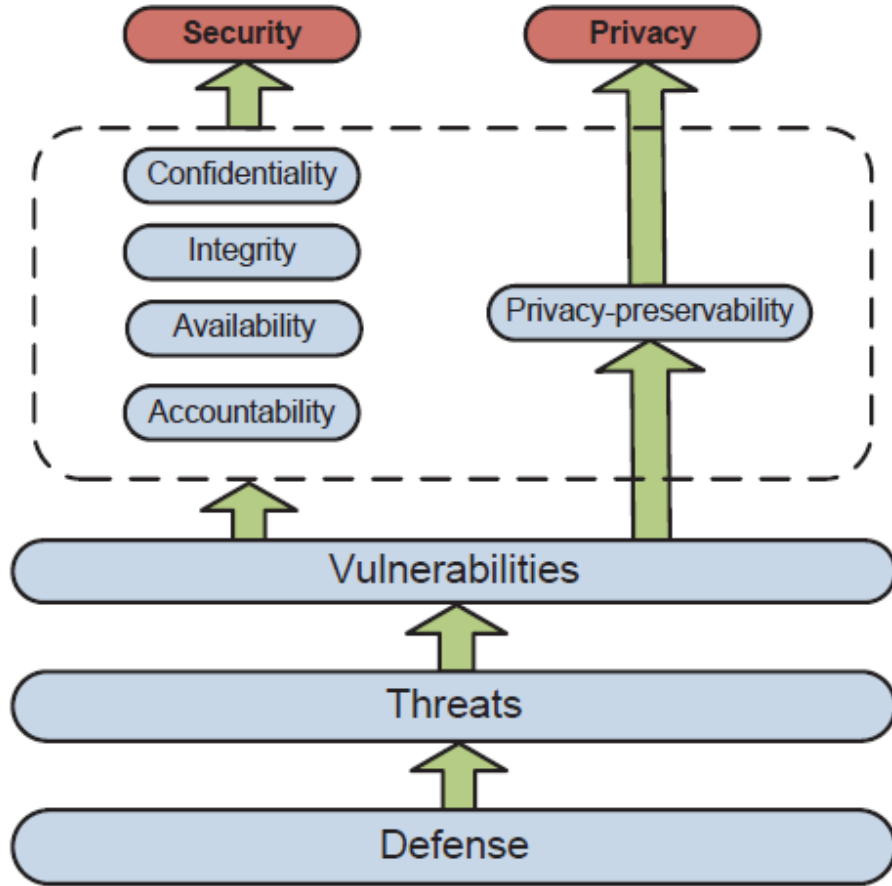 Security
Privacy
Confidentiality
Integrity
Availability
Privacy-preservability
Accountability
Vulnerabilities
Threats
Defense